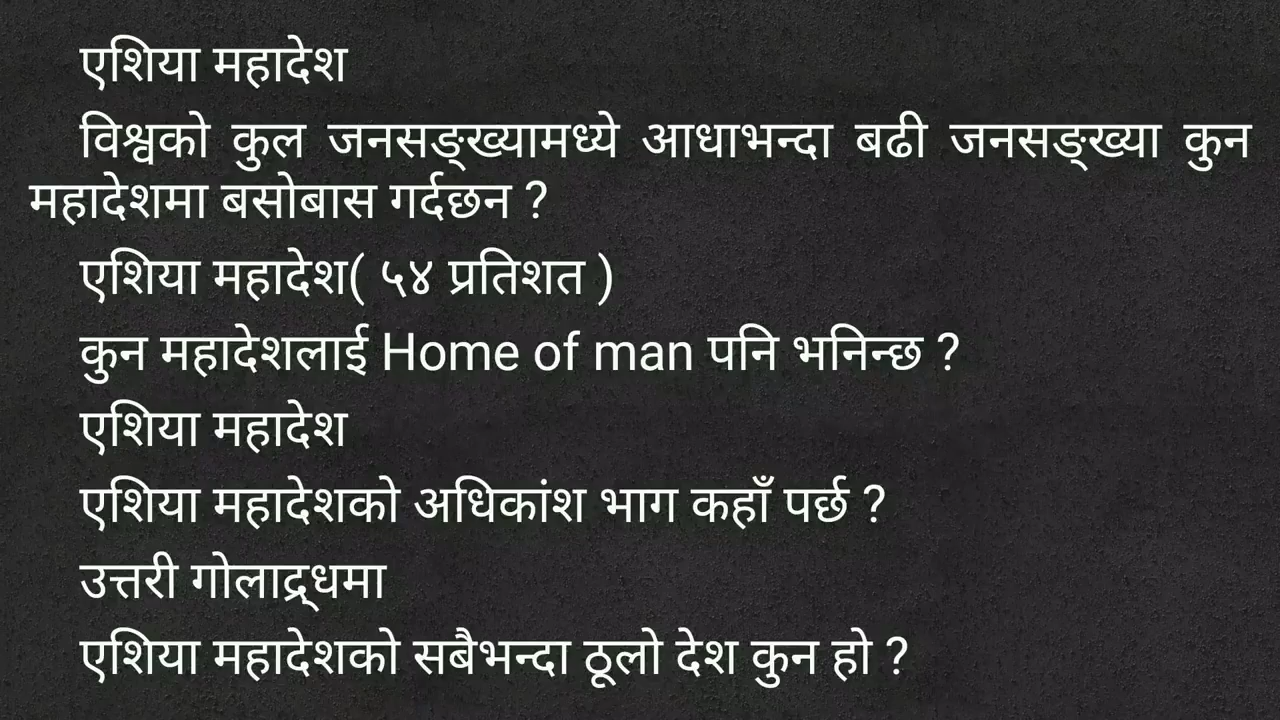 एशिया महादेश
विश्वको कुल जनसङ्ख्यामध्ये आधाभन्दा बढी जनसङ्ख्या कुन
महादेशमा बसोबास गर्दछन ?
एशिया महादेश( ५४ प्रतिशत )
कुन महादेशलाई Home of man पनि भनिन्छ ?
एशिया महादेश
एशिया महादेशको अधिकांश भाग कहाँ पर्छ ?
उत्तरी गोलाद्र्धमा
एशिया महादेशको सबैभन्दा ठूलो देश कुन हो ?